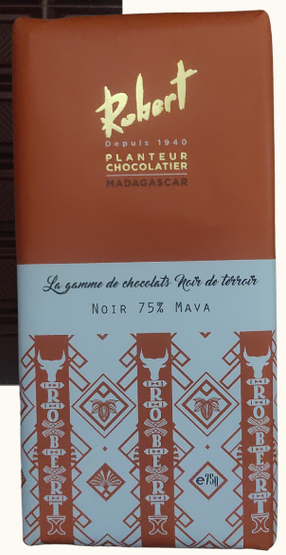 Robert
Depuis 1940
PLANTEUR
CHOCOLATIER
MADAGASCAR
La gamme de chocolats Noir de terroir
NOIR 75% MAVA
ROBERT
ROBERT
ROBERT
e75g